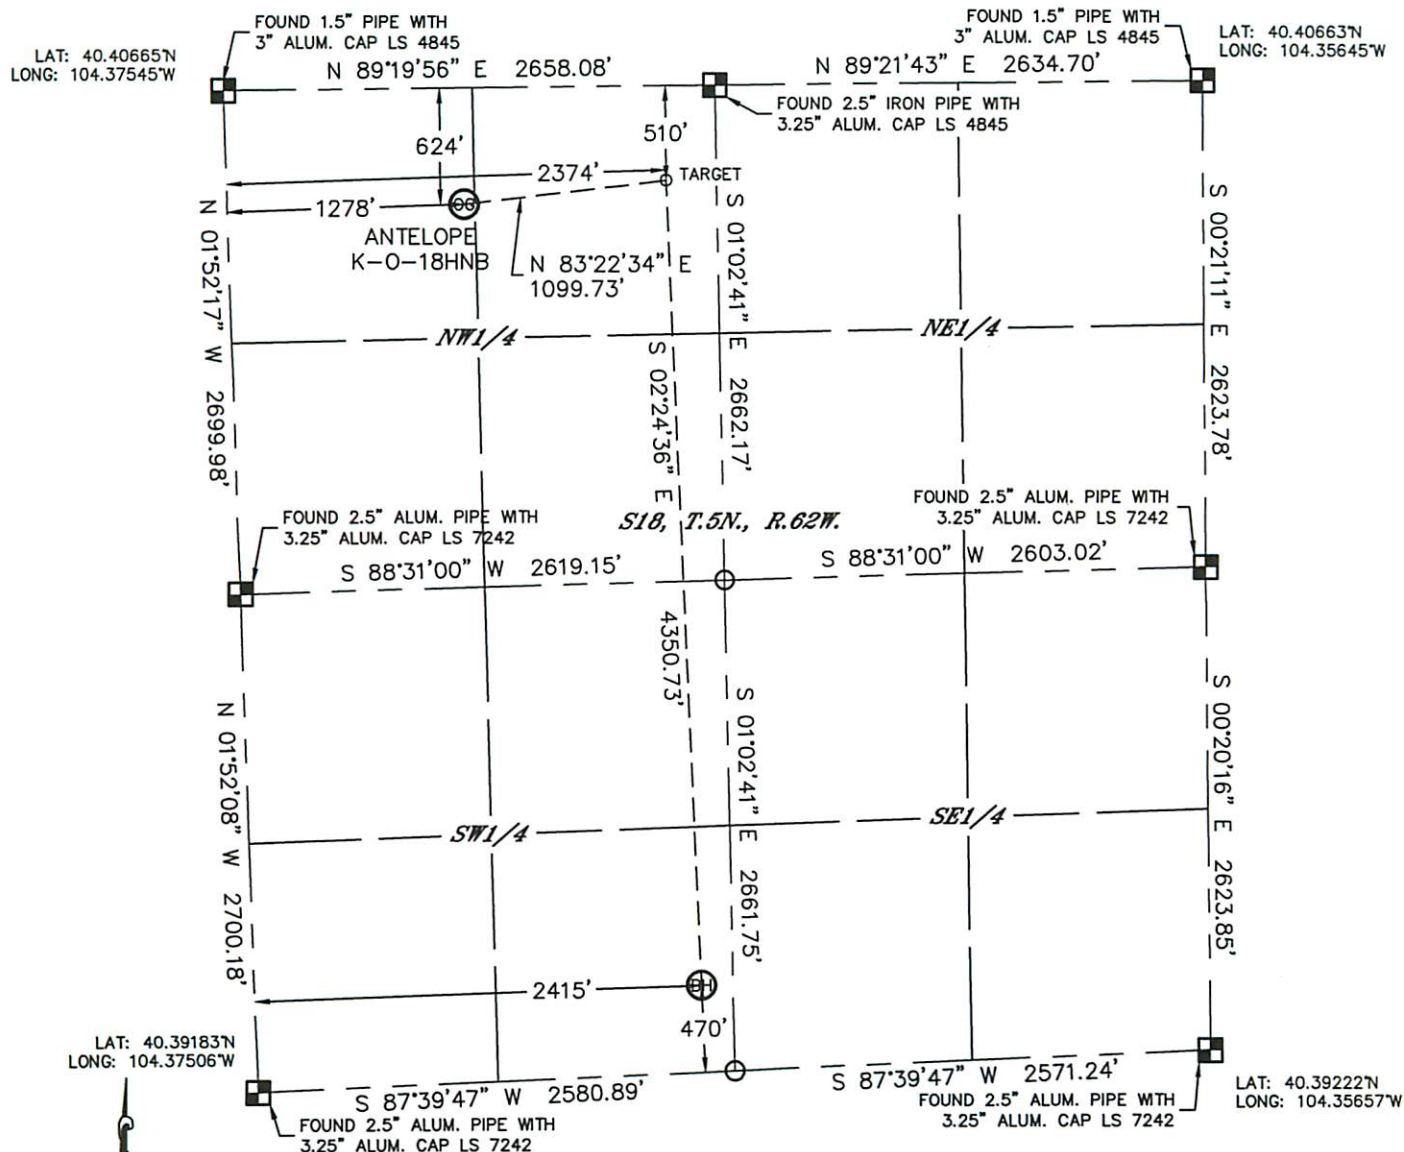 FOUND 1.5" PIPE WITH
3" ALUM. CAP LS 4845
LAT: 40.40665°N
LONG: 104.37545°W
N 89°19'56" E 2658.08'
FOUND 1.5" PIPE WITH
3" ALUM. CAP LS 4845
LAT: 40.40663°N
LONG: 104.35645°W
N 89°21'43" E 2634.70'
FOUND 2.5" IRON PIPE WITH
3.25" ALUM. CAP LS 4845
624'
510'
2374'
TARGET
1278'
OG
ANTELOPE
K-O-18HNB
N 83°22'34" E
1099.73'
N 01°52'17" W 2699.98'
S 01°02'41" E 2662.17'
S 00°21'11" E 2623.78'
NW1/4
NE1/4
S 02°24'36" E
4350.73'
S18, T.5N., R.62W.
FOUND 2.5" ALUM. PIPE WITH
3.25" ALUM. CAP LS 7242
S 88°31'00" W 2619.15'
FOUND 2.5" ALUM. PIPE WITH
3.25" ALUM. CAP LS 7242
S 88°31'00" W 2603.02'
N 01°52'08" W 2700.18'
S 01°02'41" E 2661.75'
S 00°20'16" E 2623.85'
SW1/4
SE1/4
BH
2415'
470'
LAT: 40.39183°N
LONG: 104.37506°W
S 87°39'47" W 2580.89'
FOUND 2.5" ALUM. PIPE WITH
3.25" ALUM. CAP LS 7242
S 87°39'47" W 2571.24'
FOUND 2.5" ALUM. PIPE WITH
3.25" ALUM. CAP LS 7242
LAT: 40.39222°N
LONG: 104.35657°W